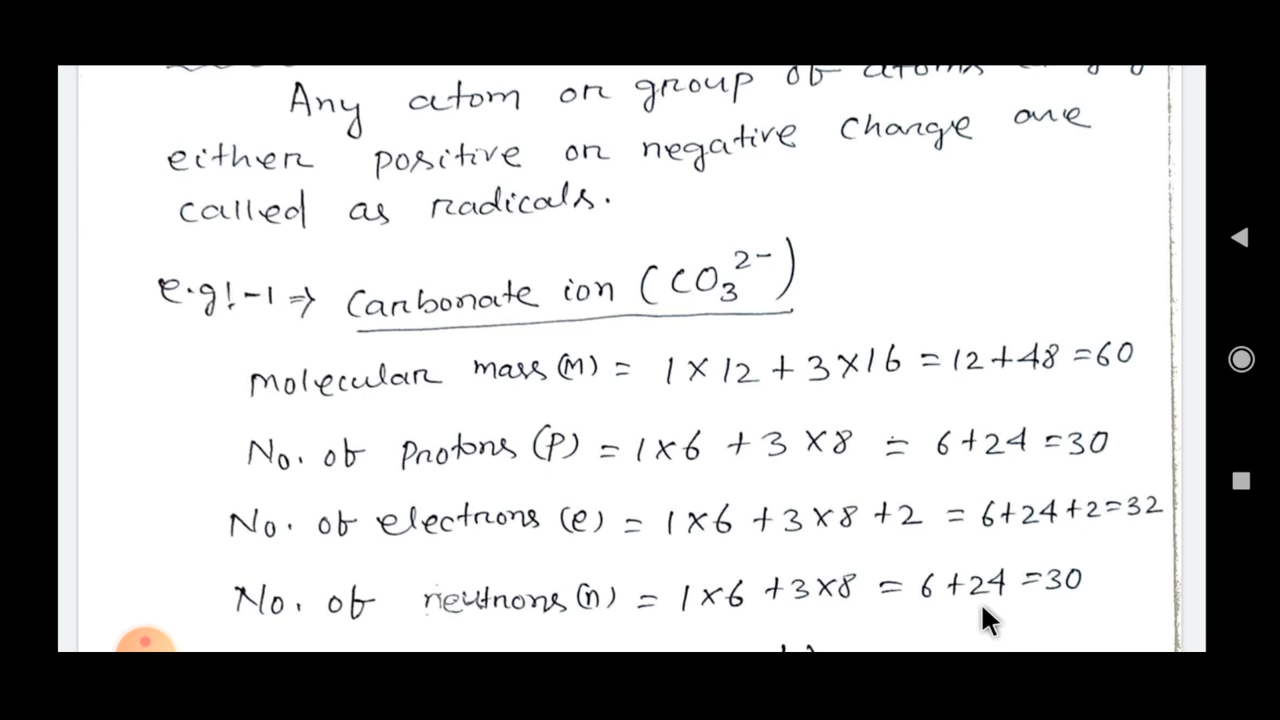 Any atom or group of atoms
either positive or negative charge are
called as radicals.
e.g:-1⇒ Carbonate ion (CO₃²⁻)
Molecular mass (M) = 1×12 + 3×16 = 12+48 = 60
No. of Protons (P) = 1×6 + 3×8 = 6+24 = 30
No. of electrons (e) = 1×6 + 3×8 + 2 = 6+24+2 = 32
No. of neutrons (n) = 1×6 + 3×8 = 6+24 = 30